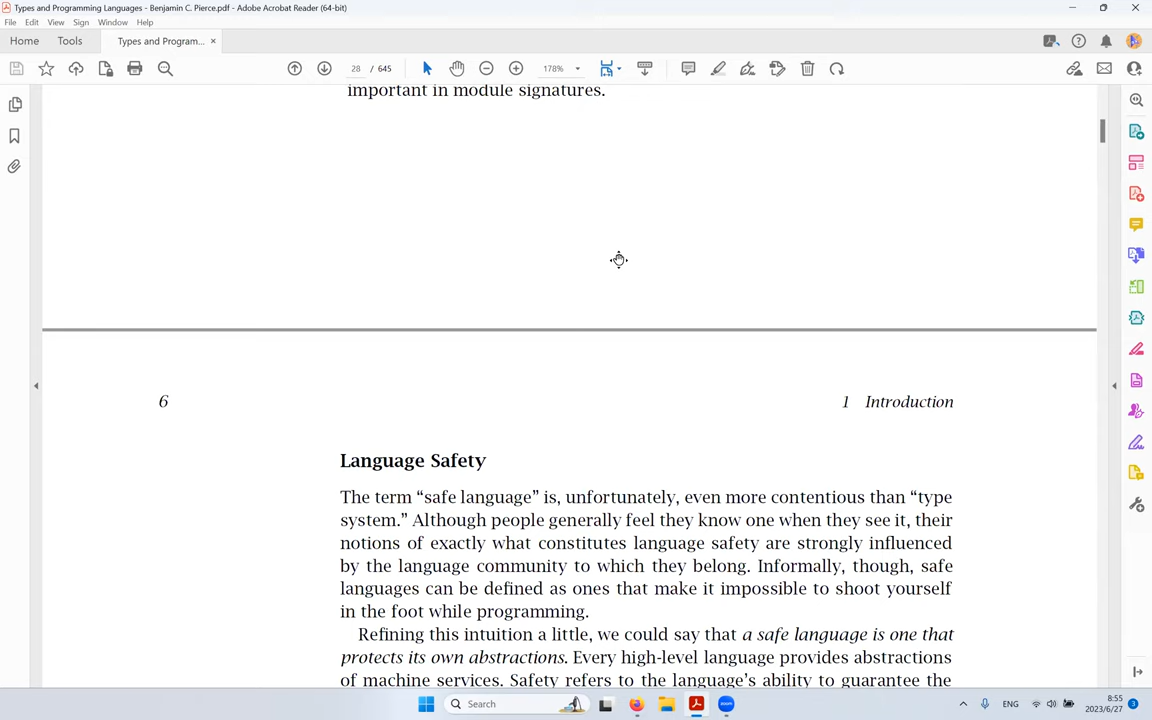 Types and Programming Languages - Benjamin C. Pierce.pdf - Adobe Acrobat Reader (64-bit)
File Edit View Sign Window Help
Home Tools Types and Program... ×
28 / 645 178%
important in module signatures.
6 1 Introduction
Language Safety
The term “safe language” is, unfortunately, even more contentious than “type
system.” Although people generally feel they know one when they see it, their
notions of exactly what constitutes language safety are strongly influenced
by the language community to which they belong. Informally, though, safe
languages can be defined as ones that make it impossible to shoot yourself
in the foot while programming.
Refining this intuition a little, we could say that a safe language is one that
protects its own abstractions. Every high-level language provides abstractions
of machine services. Safety refers to the language’s ability to guarantee the
Search
zoom
ENG
8:55
2023/6/27
3